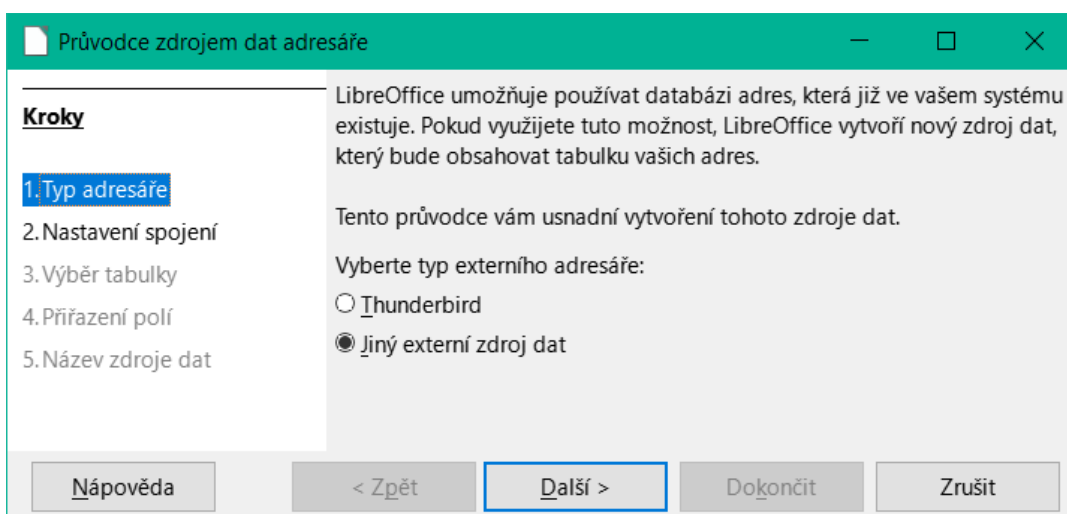 Průvodce zdrojem dat adresáře
Kroky
1. Typ adresáře
2. Nastavení spojení
3. Výběr tabulky
4. Přiřazení polí
5. Název zdroje dat
LibreOffice umožňuje používat databázi adres, která již ve vašem systému
existuje. Pokud využijete tuto možnost, LibreOffice vytvoří nový zdroj dat,
který bude obsahovat tabulku vašich adres.
Tento průvodce vám usnadní vytvoření tohoto zdroje dat.
Vyberte typ externího adresáře:
Thunderbird
Jiný externí zdroj dat
Nápověda
< Zpět
Další >
Dokončit
Zrušit